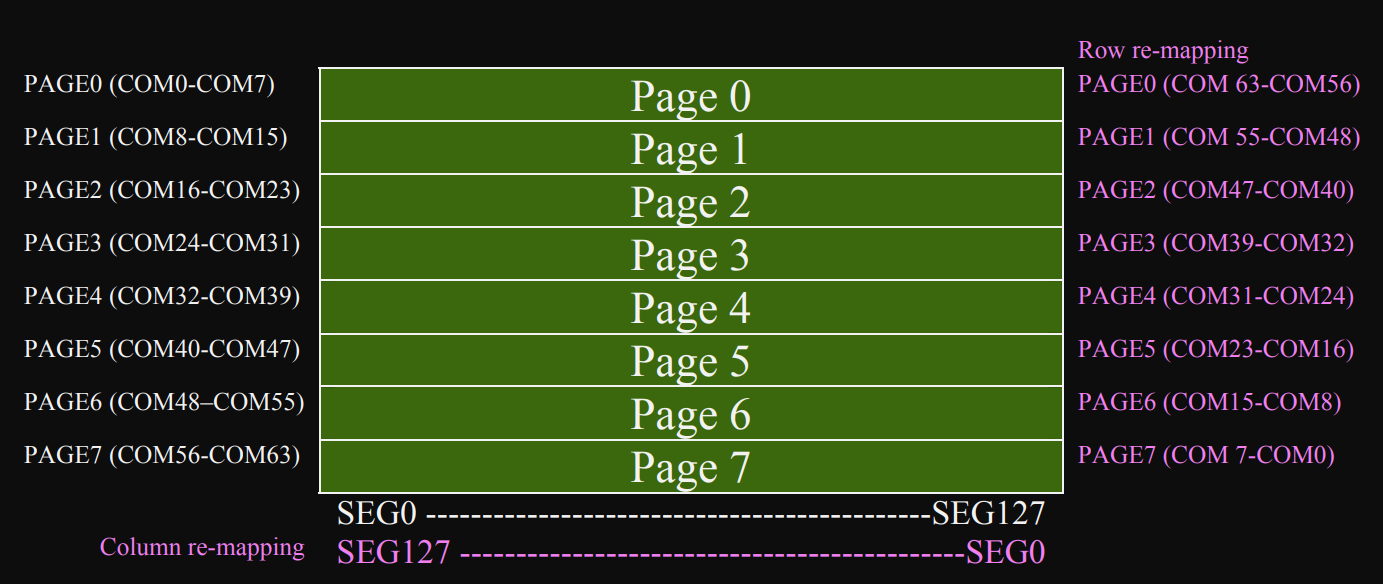 Row re-mapping
PAGE0 (COM0-COM7) Page 0 PAGE0 (COM 63-COM56)
PAGE1 (COM8-COM15) Page 1 PAGE1 (COM 55-COM48)
PAGE2 (COM16-COM23) Page 2 PAGE2 (COM47-COM40)
PAGE3 (COM24-COM31) Page 3 PAGE3 (COM39-COM32)
PAGE4 (COM32-COM39) Page 4 PAGE4 (COM31-COM24)
PAGE5 (COM40-COM47) Page 5 PAGE5 (COM23-COM16)
PAGE6 (COM48–COM55) Page 6 PAGE6 (COM15-COM8)
PAGE7 (COM56-COM63) Page 7 PAGE7 (COM 7-COM0)
SEG0 ---------------------------------------------SEG127
Column re-mapping SEG127 ---------------------------------------------SEG0